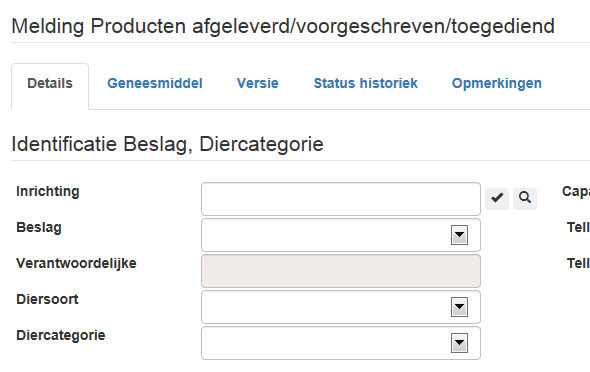 Melding Producten afgeleverd/voorgeschreven/toegediend
Details Geneesmiddel Versie Status historiek Opmerkingen
Identificatie Beslag, Diercategorie
Inrichting Capa
Beslag Tell
Verantwoordelijke Tell
Diersoort
Diercategorie